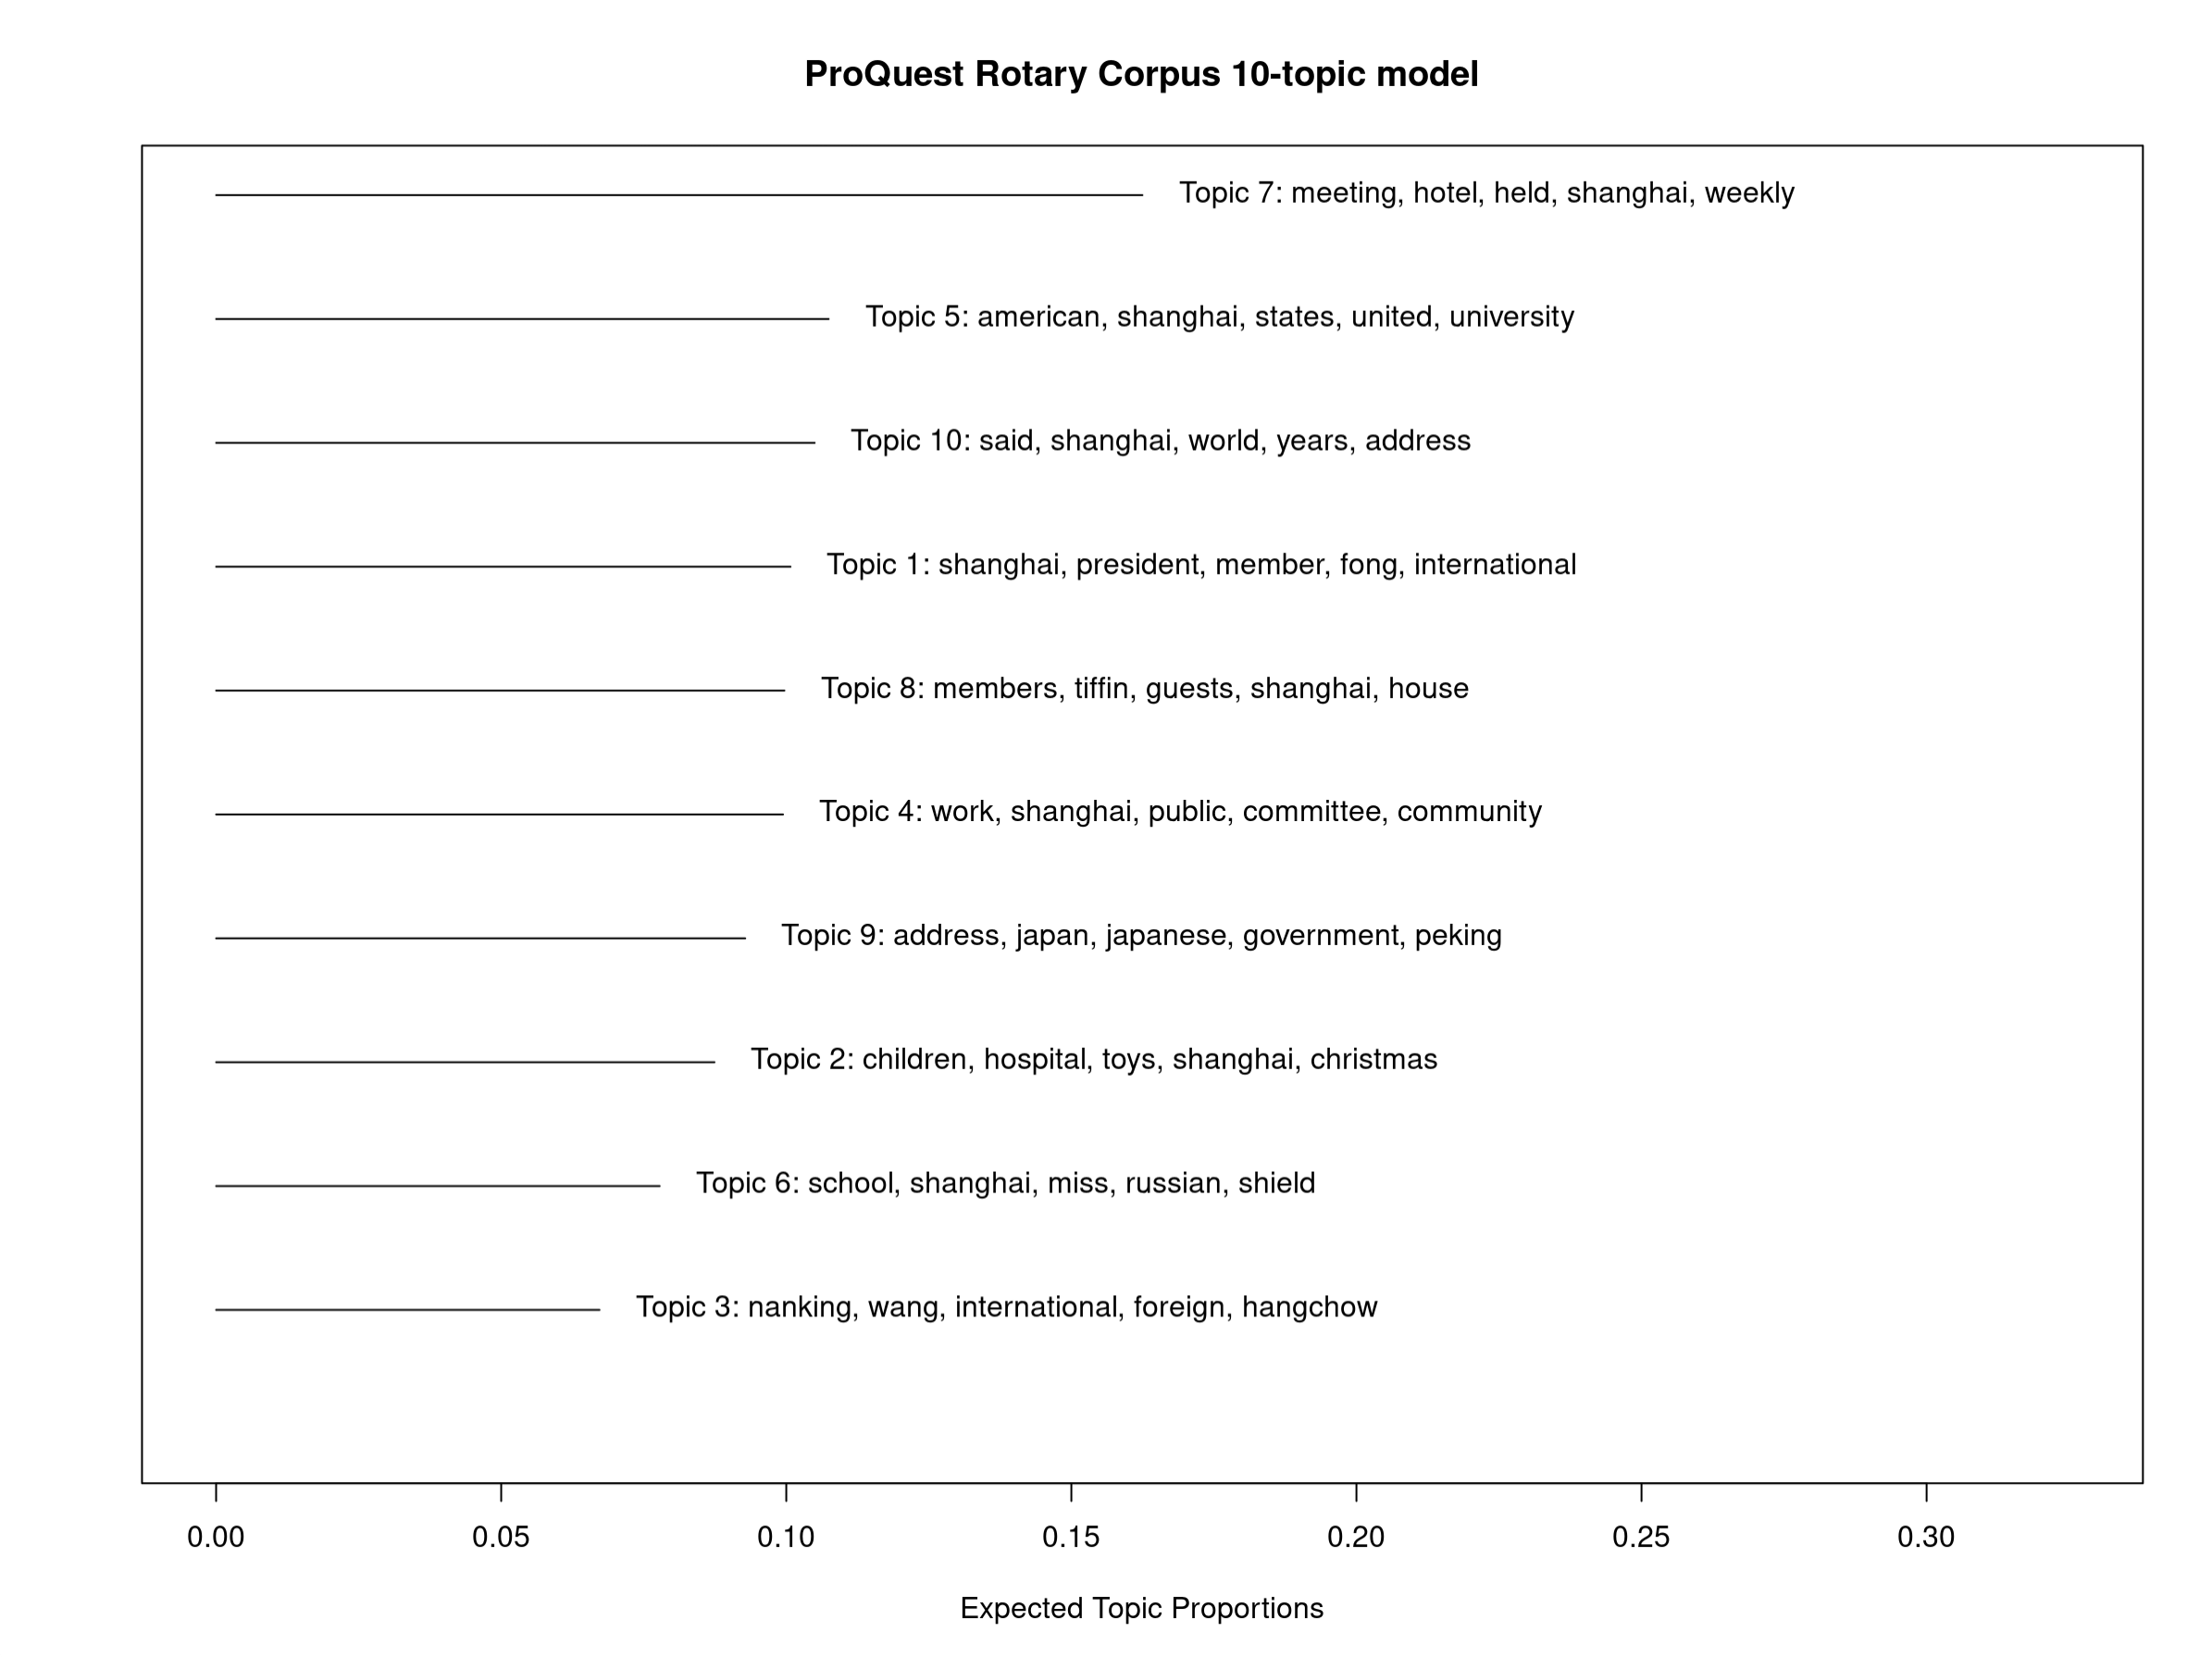 ProQuest Rotary Corpus 10-topic model
Topic 7: meeting, hotel, held, shanghai, weekly
Topic 5: american, shanghai, states, united, university
Topic 10: said, shanghai, world, years, address
Topic 1: shanghai, president, member, fong, international
Topic 8: members, tiffin, guests, shanghai, house
Topic 4: work, shanghai, public, committee, community
Topic 9: address, japan, japanese, government, peking
Topic 2: children, hospital, toys, shanghai, christmas
Topic 6: school, shanghai, miss, russian, shield
Topic 3: nanking, wang, international, foreign, hangchow
0.00 0.05 0.10 0.15 0.20 0.25 0.30
Expected Topic Proportions